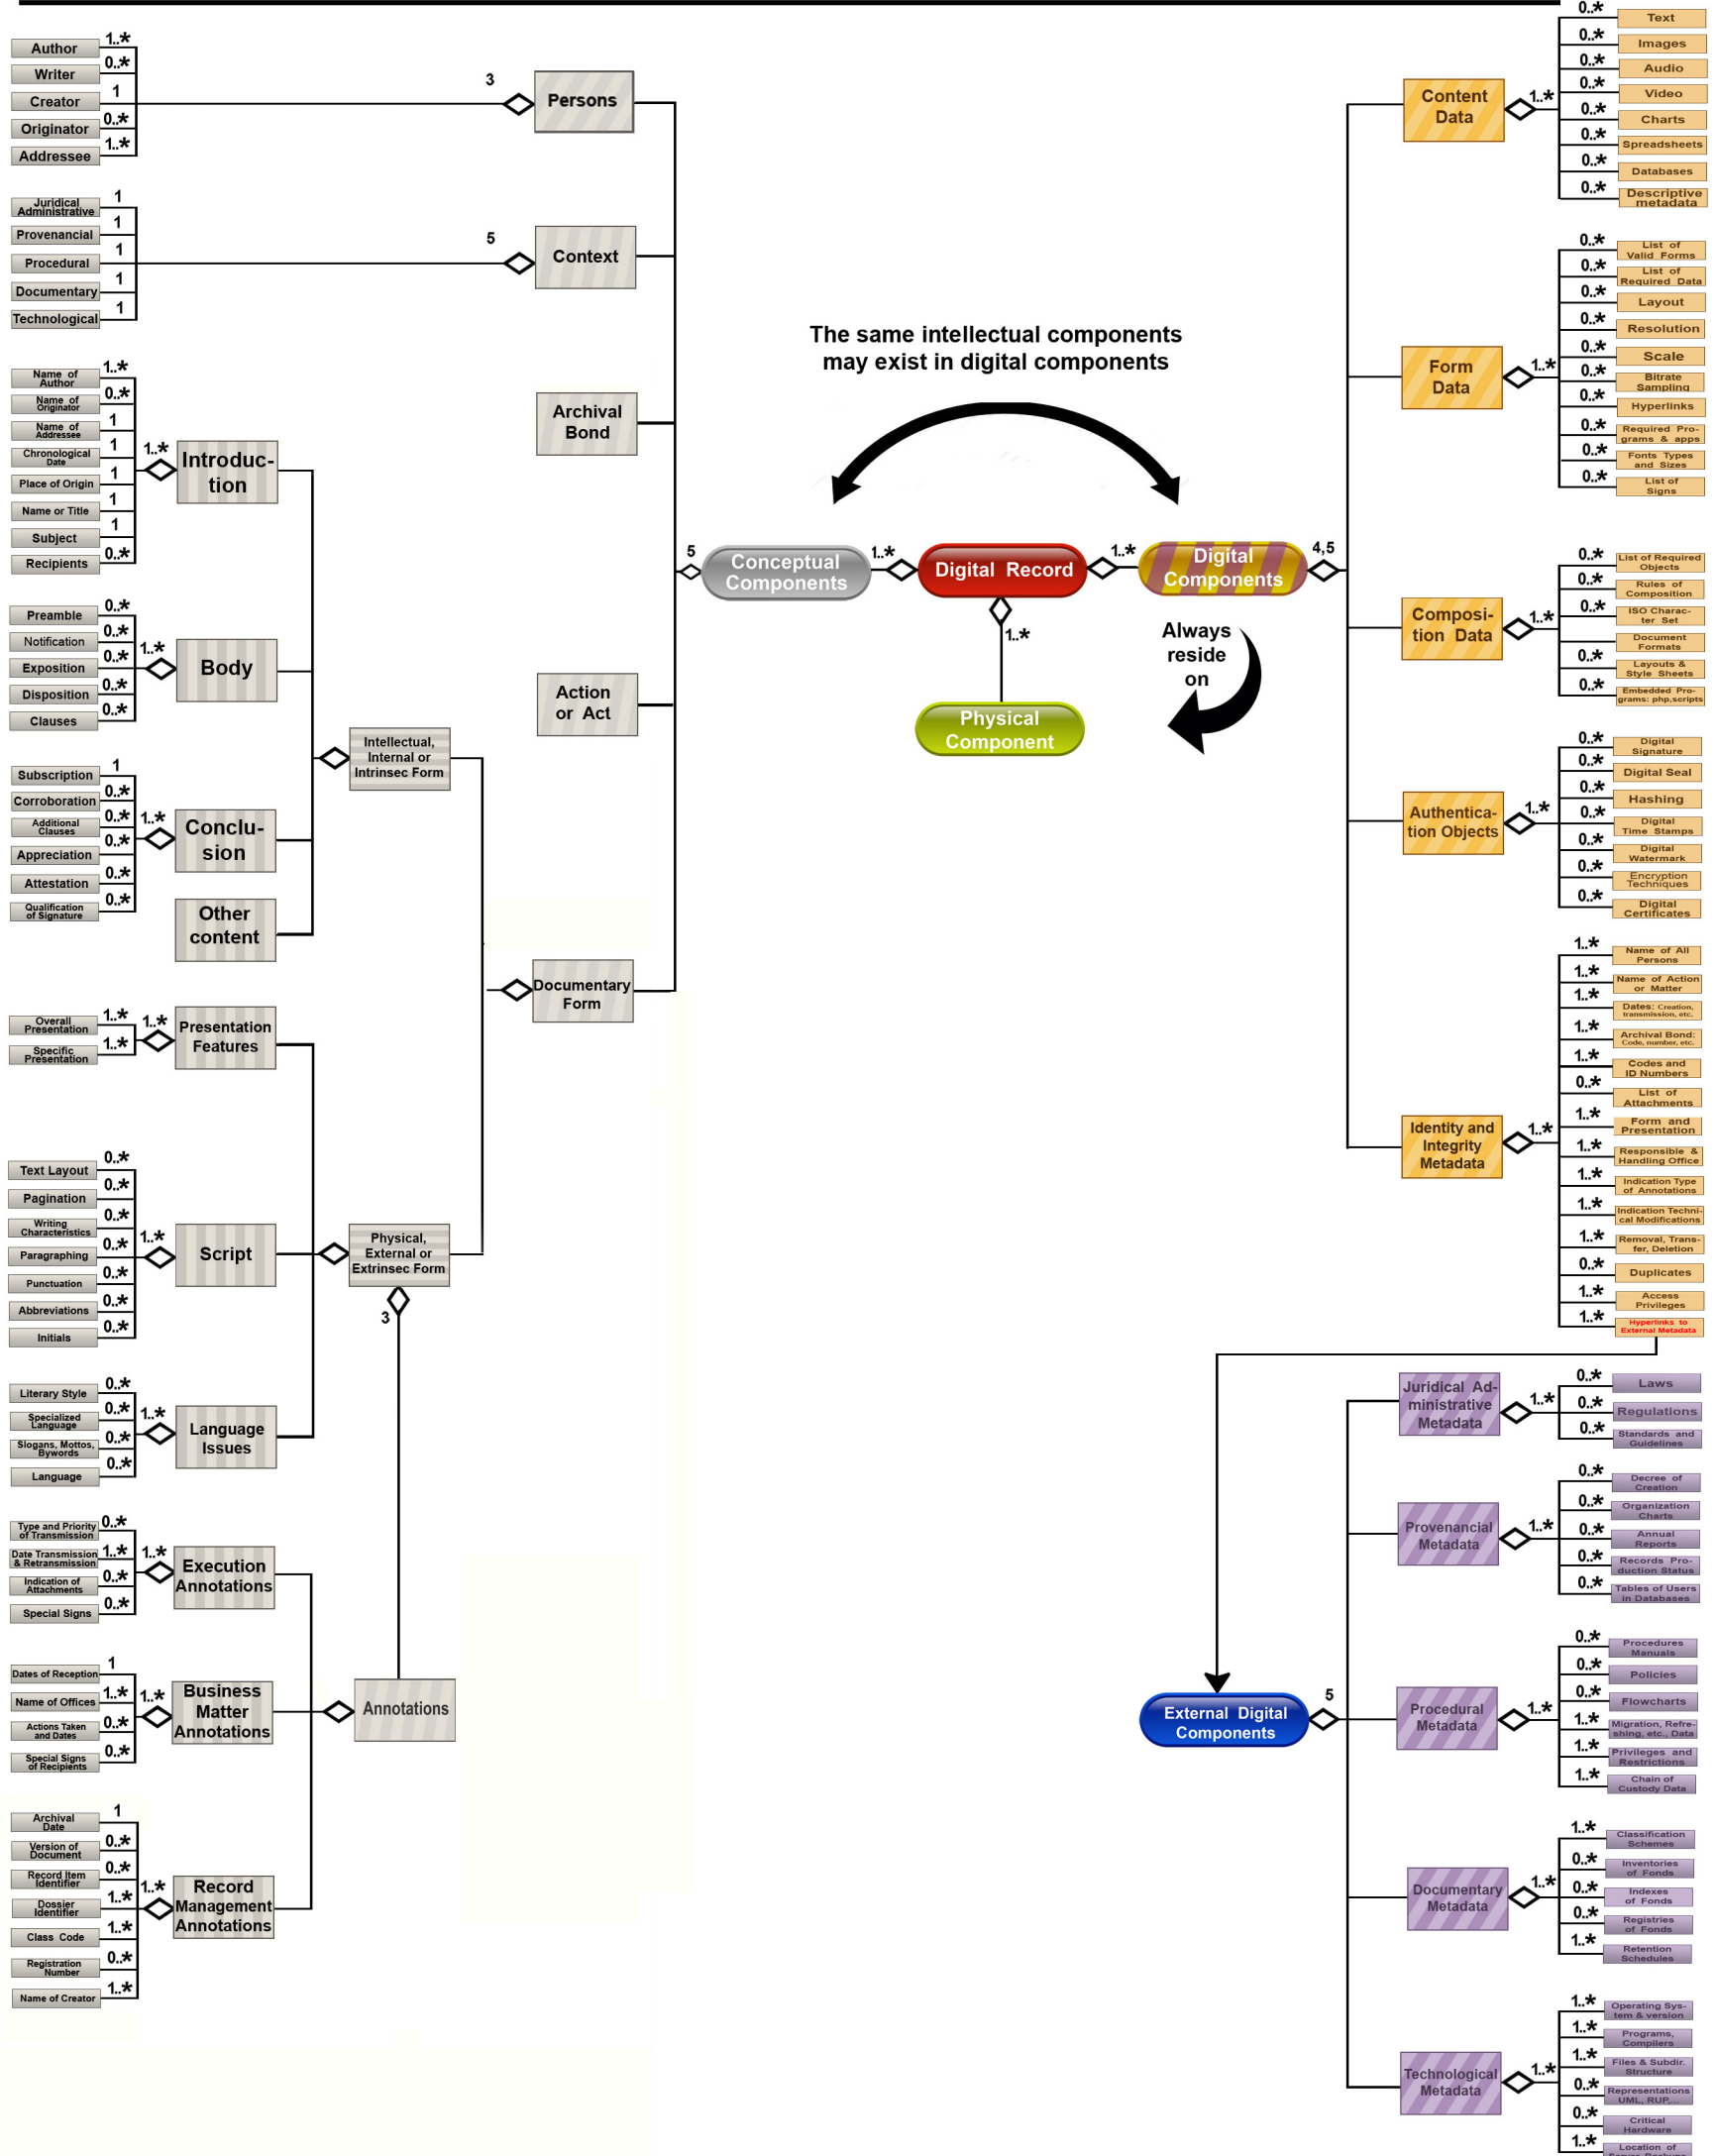 1..*
Author
0..*
Writer
1
Creator
0..*
Originator
1..*
Addressee
3
Persons
1
Juridical
Administrative
1
Provenancial
1
Procedural
1
Documentary
1
Technological
5
Context
1..*
Name of
Author
0..*
Name of
Originator
1
Name of
Addressee
1
Chronological
Date
1
Place of Origin
1
Name or Title
1
Subject
0..*
Recipients
1..*
Introduc-
tion
0..*
Preamble
0..*
Notification
0..*
Exposition
0..*
Disposition
0..*
Clauses
1..*
Body
1
Subscription
0..*
Corroboration
0..*
Additional
Clauses
0..*
Appreciation
0..*
Attestation
0..*
Qualification
of Signature
1..*
Conclu-
sion
Other
content
Intellectual,
Internal or
Intrinsec Form
Archival
Bond
Action
or Act
Documentary
Form
1..*
Overall
Presentation
1..*
Specific
Presentation
1..*
Presentation
Features
0..*
Text Layout
0..*
Pagination
0..*
Writing
Characteristics
0..*
Paragraphing
0..*
Punctuation
0..*
Abbreviations
0..*
Initials
1..*
Script
Physical,
External or
Extrinsec Form
3
0..*
Literary Style
0..*
Specialized
Language
0..*
Slogans, Mottos,
Bywords
0..*
Language
1..*
Language
Issues
0..*
Type and Priority
of Transmission
1..*
Date Transmission
& Retransmission
0..*
Indication of
Attachments
0..*
Special Signs
1..*
Execution
Annotations
1
Dates of Reception
1..*
Name of Offices
0..*
Actions Taken
and Dates
0..*
Special Signs
of Recipients
1..*
Business
Matter
Annotations
Annotations
1
Archival
Date
0..*
Version of
Document
0..*
Record Item
Identifier
1..*
Dossier
Identifier
1..*
Class Code
0..*
Registration
Number
1..*
Name of Creator
1..*
Record
Management
Annotations
The same intellectual components
may exist in digital components
5
Conceptual
Components
1..*
Digital Record
1..*
Digital
Components
4,5
1..*
Physical
Component
Always
reside
on
Content
Data
1..*
0..*
Text
0..*
Images
0..*
Audio
0..*
Video
0..*
Charts
0..*
Spreadsheets
0..*
Databases
0..*
Descriptive
metadata
Form
Data
1..*
0..*
List of
Valid Forms
0..*
List of
Required Data
0..*
Layout
0..*
Resolution
0..*
Scale
0..*
Bitrate
Sampling
0..*
Hyperlinks
0..*
Required Pro-
grams & apps
0..*
Fonts Types
and Sizes
0..*
List of
Signs
Composi-
tion Data
1..*
0..*
List of Required
Objects
0..*
Rules of
Composition
0..*
ISO Charac-
ter Set
Document
Formats
0..*
Layouts &
Style Sheets
0..*
Embedded Pro-
grams: php,scripts
Authentica-
tion Objects
1..*
0..*
Digital
Signature
0..*
Digital Seal
0..*
Hashing
0..*
Digital
Time Stamps
0..*
Digital
Watermark
0..*
Encryption
Techniques
0..*
Digital
Certificates
Identity and
Integrity
Metadata
1..*
1..*
Name of All
Persons
1..*
Name of Action
or Matter
1..*
Dates: Creation,
transmission, etc.
1..*
Archival Bond:
Code, number, etc.
1..*
Codes and
ID Numbers
0..*
List of
Attachments
1..*
Form and
Presentation
1..*
Responsible &
Handling Office
1..*
Indication Type
of Annotations
1..*
Indication Techni-
cal Modifications
1..*
Removal, Trans-
fer, Deletion
0..*
Duplicates
1..*
Access
Privileges
1..*
Hyperlinks to
External Metadata
External Digital
Components
5
Juridical Ad-
ministrative
Metadata
1..*
0..*
Laws
0..*
Regulations
0..*
Standards and
Guidelines
Provenancial
Metadata
1..*
0..*
Decree of
Creation
0..*
Organization
Charts
0..*
Annual
Reports
0..*
Records Pro-
duction Status
0..*
Tables of Users
in Databases
Procedural
Metadata
1..*
0..*
Procedures
Manuals
0..*
Policies
0..*
Flowcharts
1..*
Migration, Refre-
shing, etc., Data
1..*
Privileges and
Restrictions
1..*
Chain of
Custody Data
Documentary
Metadata
1..*
1..*
Classification
Schemes
0..*
Inventories
of Fonds
0..*
Indexes
of Fonds
0..*
Registries
of Fonds
1..*
Retention
Schedules
Technological
Metadata
1..*
1..*
Operating Sys-
tem & version
1..*
Programs,
Compilers
1..*
Files & Subdir.
Structure
0..*
Representations
UML, RUP,...
0..*
Critical
Hardware
1..*
Location of